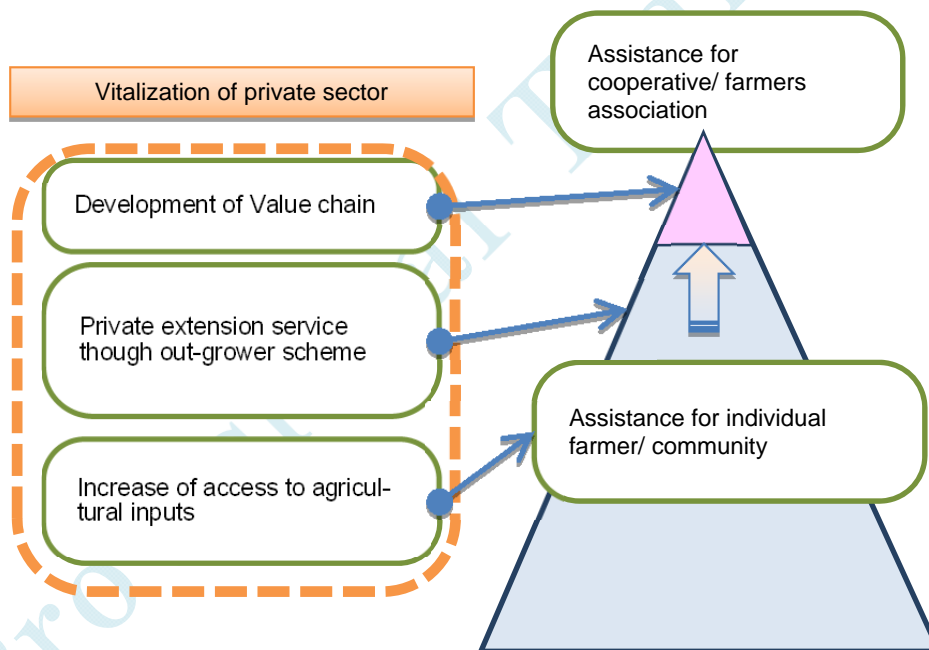 Assistance for
cooperative/ farmers
association
Vitalization of private sector
Development of Value chain
Private extension service
though out-grower scheme
Assistance for individual
farmer/ community
Increase of access to agricul-
tural inputs